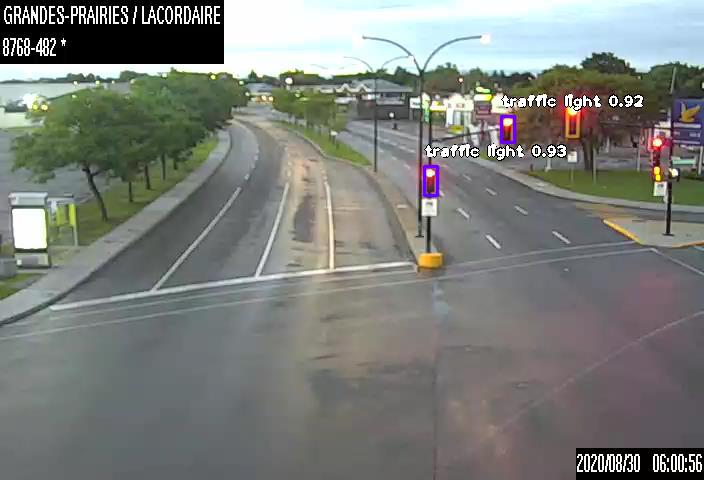 GRANDES-PRAIRIES / LACORDAIRE
8768-482 *
traffic light 0.92
traffic light 0.93
2020/08/30 06:00:56